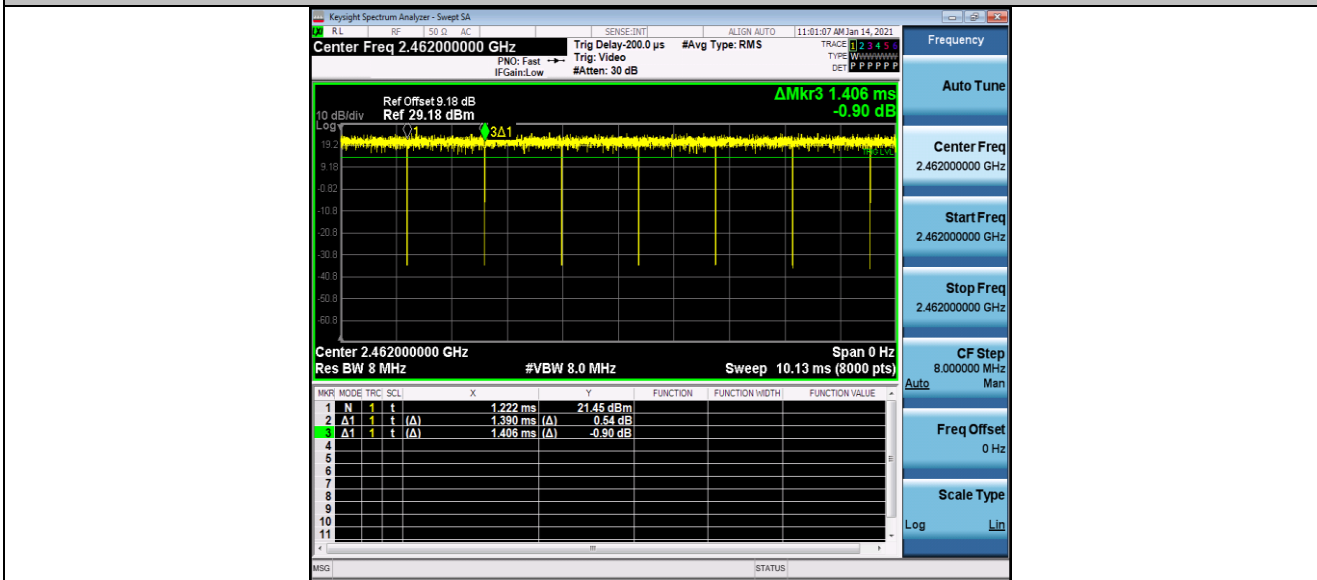 Keysight Spectrum Analyzer - Swept SA
RL RF 50 Ω AC SENSE:INT ALIGN AUTO 11:01:07 AM Jan 14, 2021
Center Freq 2.462000000 GHz
PNO: Fast
IFGain:Low
Trig Delay-200.0 µs
Trig: Video
#Atten: 30 dB
#Avg Type: RMS
TRACE 1 2 3 4 5 6
TYPE WWWWWW
DET P P P P P P
ΔMkr3 1.406 ms
-0.90 dB
Ref Offset 9.18 dB
10 dB/div Ref 29.18 dBm
Log
1
3Δ1
19.2
TRIG LVL
9.18
-0.82
-10.8
-20.8
-30.8
-40.8
-50.8
-60.8
Center 2.462000000 GHz Span 0 Hz
Res BW 8 MHz #VBW 8.0 MHz Sweep 10.13 ms (8000 pts)
MKR MODE TRC SCL X Y FUNCTION FUNCTION WIDTH FUNCTION VALUE
1 N 1 t 1.222 ms 21.45 dBm
2 Δ1 1 t (Δ) 1.390 ms (Δ) 0.54 dB
3 Δ1 1 t (Δ) 1.406 ms (Δ) -0.90 dB
4
5
6
7
8
9
10
11
MSG STATUS
Frequency
Auto Tune
Center Freq
2.462000000 GHz
Start Freq
2.462000000 GHz
Stop Freq
2.462000000 GHz
CF Step
8.000000 MHz
Auto Man
Freq Offset
0 Hz
Scale Type
Log Lin